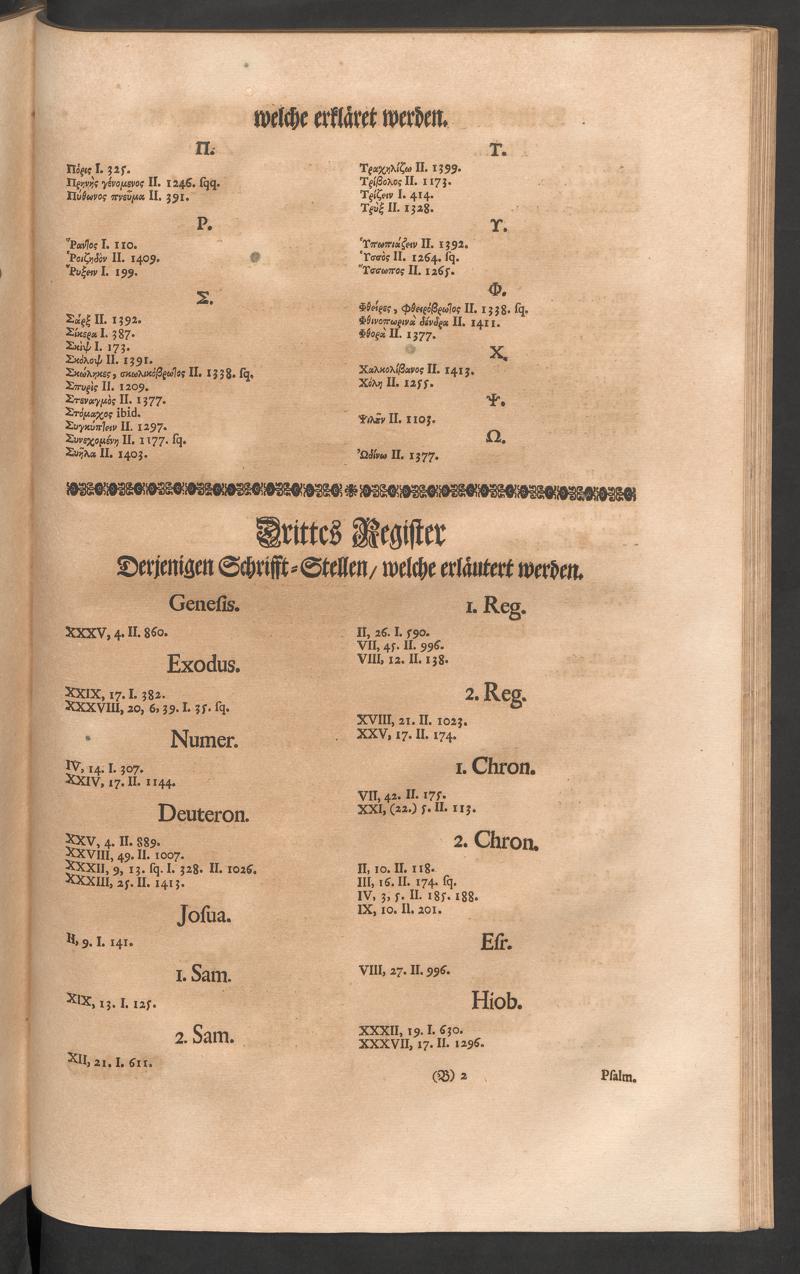 welche erkläret werden.
Π.
Πόρις I. 325.
Πρηνὴς γένομενος II. 1246. ſqq.
Πύθωνος πνεῦμα II. 391.
Ρ.
Ῥοιζηδὸν II. 1409.
Ῥυξειν I. 199.
Σ.
Σάρξ II. 1392.
Σίκερα I. 387.
Σκὶψ I. 173.
Σκόλοψ II. 1391.
Σκώληκες, σκωλικόβρωτος II. 1338. ſq.
Σπυρὶς II. 1209.
Στεναγμὸς II. 1377.
Στόμαχος ibid.
Συγκύπτειν II. 1297.
Συνεχομένη II. 1177. ſq.
Συῆλα II. 1403.
Τ.
Τραχηλίζω II. 1399.
Τρίβολος II. 1173.
Τρίζειν I. 414.
Τρὺξ II. 1328.
Υ.
Ὑπωπιάζειν II. 1392.
Ὑσσὸς II. 1264. ſq.
Ὕσσωπος II. 1265.
Φ.
Φθεῖρες, φθειρόβρωτος II. 1338. ſq.
Φθινοπωρινὰ δένδρα II. 1411.
Φθορὰ II. 1377.
Χ.
Χαλκολίβανος II. 1413.
Χόλη II. 1255.
Ψ.
II. 1103.
Ω.
Ὠδίνω II. 1377.
Drittes Regiſter
Derjenigen Schrifft-Stellen/ welche erläutert werden.
Geneſis.
XXXV, 4. II. 860.
Exodus.
XXIX, 17. I. 382.
XXXVIII, 20, 6, 39. I. 35. ſq.
Numer.
IV, 14. I. 307.
XXIV, 17. II. 1144.
Deuteron.
XXV, 4. II. 889.
XXVIII, 49. II. 1007.
XXXII, 9, 13. ſq. I. 328. II. 1026.
XXXIII, 25. II. 1413.
Joſua.
II, 9. I. 141.
1. Sam.
XIX, 13. I. 125.
2. Sam.
XII, 21. I. 611.
1. Reg.
II, 26. I. 590.
VII, 45. II. 996.
VIII, 12. II. 138.
2. Reg.
XVIII, 21. II. 1023.
XXV, 17. II. 174.
1. Chron.
VII, 42. II. 175.
XXI, (22.) 5. II. 113.
2. Chron.
II, 10. II. 118.
III, 16. II. 174. ſq.
IV, 3, 5. II. 185. 188.
IX, 10. II. 201.
Eſr.
VIII, 27. II. 996.
Hiob.
XXXII, 19. I. 630.
XXXVII, 17. II. 1296.
(B) 2
Pſalm.